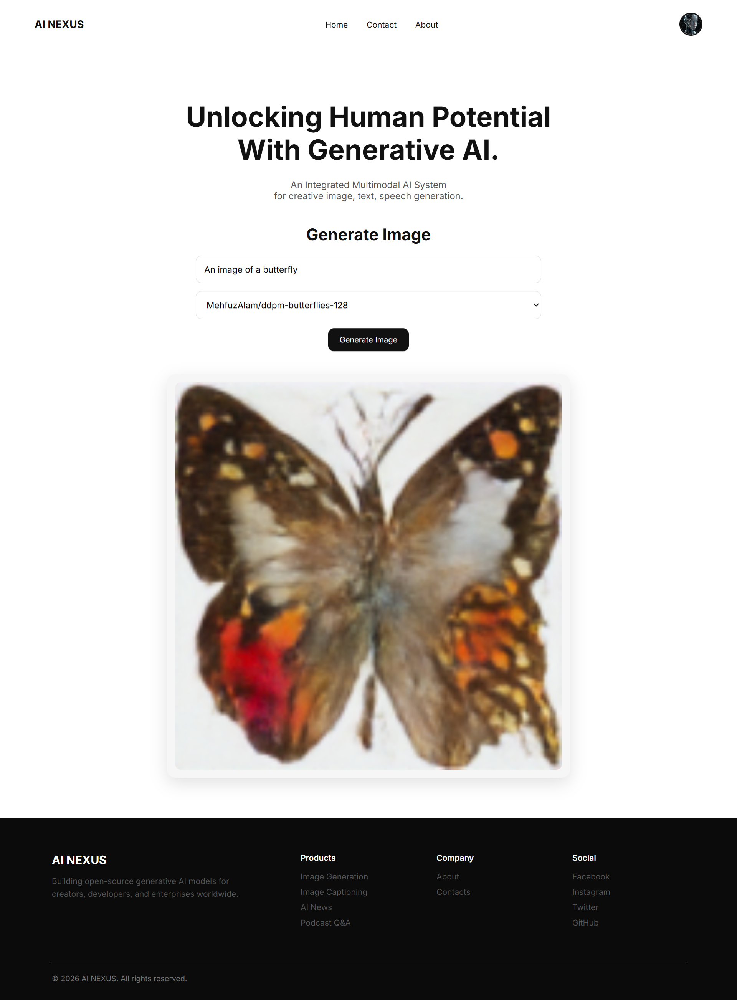 AI NEXUS
Home
Contact
About
Unlocking Human Potential
With Generative AI.
An Integrated Multimodal AI System
for creative image, text, speech generation.
Generate Image
An image of a butterfly
MehfuzAlam/ddpm-butterflies-128
Generate Image
AI NEXUS
Building open-source generative AI models for
creators, developers, and enterprises worldwide.
Products
Image Generation
Image Captioning
AI News
Podcast Q&A
Company
About
Contacts
Social
Facebook
Instagram
Twitter
GitHub
© 2026 AI NEXUS. All rights reserved.